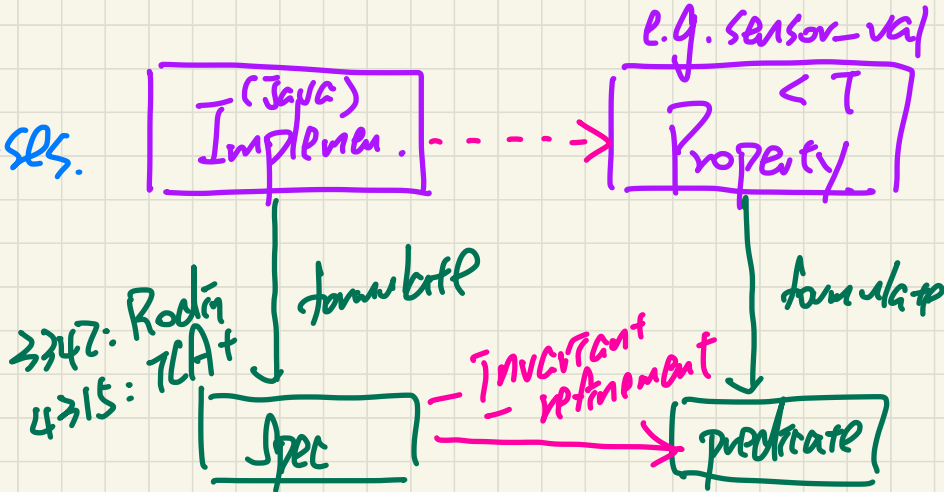 e.g. sensor_val
< T
(Java)
Implemen.
Property
ses.
formulate
formulate
3342: Rodin
4315: TLA+
Invariant
refinement
Spec
predicate